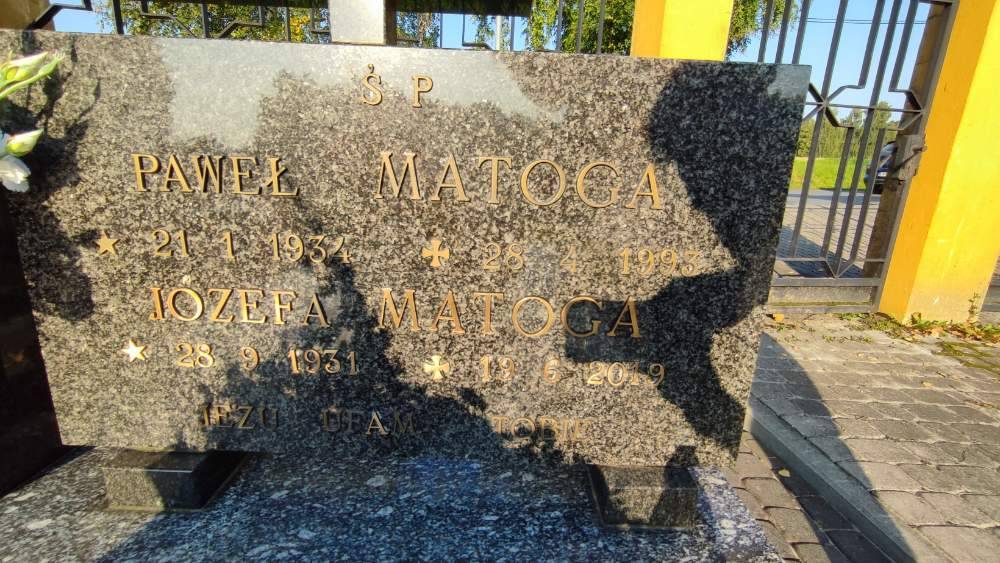 Ś P
PAWEŁ MATOGA
21 1 1934 28 4 1993
JÓZEFA MATOGA
28 9 1931 19 6 2019
JEZU UFAM TOBIE